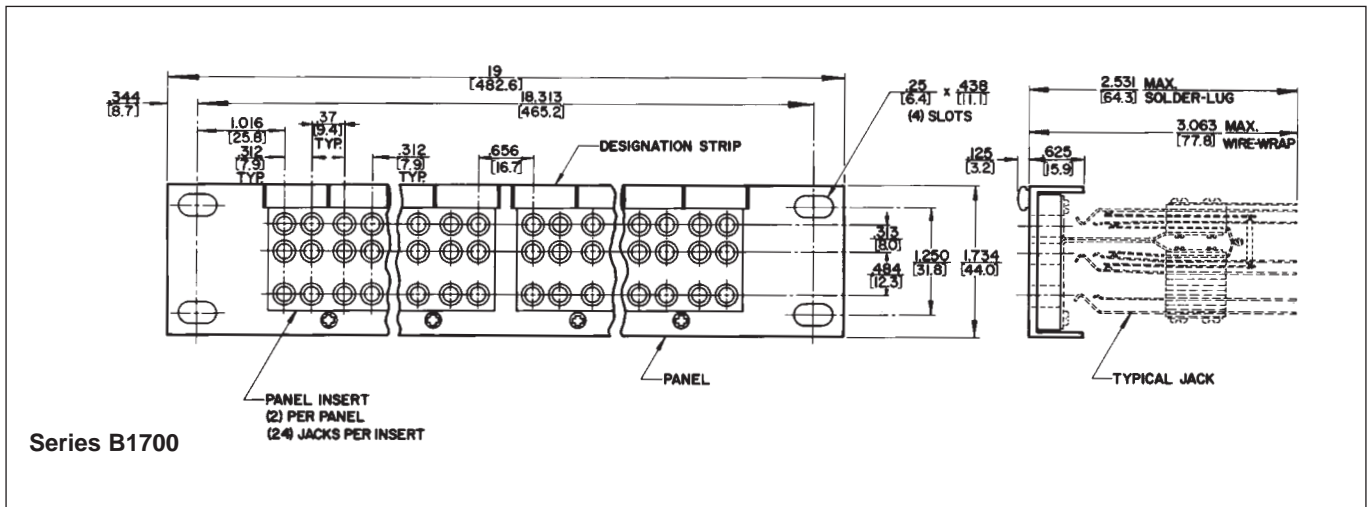 19
[482.6]
.344
[8.7]
18.313
[465.2]
.25 x .438
[6.4] [11.1]
(4) SLOTS
2.531 MAX.
[64.3] SOLDER-LUG
1.016
[25.8]
.37
[9.4]
TYP.
3.063 MAX.
[77.8] WIRE-WRAP
.312
[7.9]
TYP.
.312
[7.9]
TYP.
.656
[16.7]
DESIGNATION STRIP
.125
[3.2]
.625
[15.9]
.313
[8.0]
1.250
[31.8]
1.734
[44.0]
.484
[12.3]
PANEL
TYPICAL JACK
PANEL INSERT
(2) PER PANEL
(24) JACKS PER INSERT
Series B1700